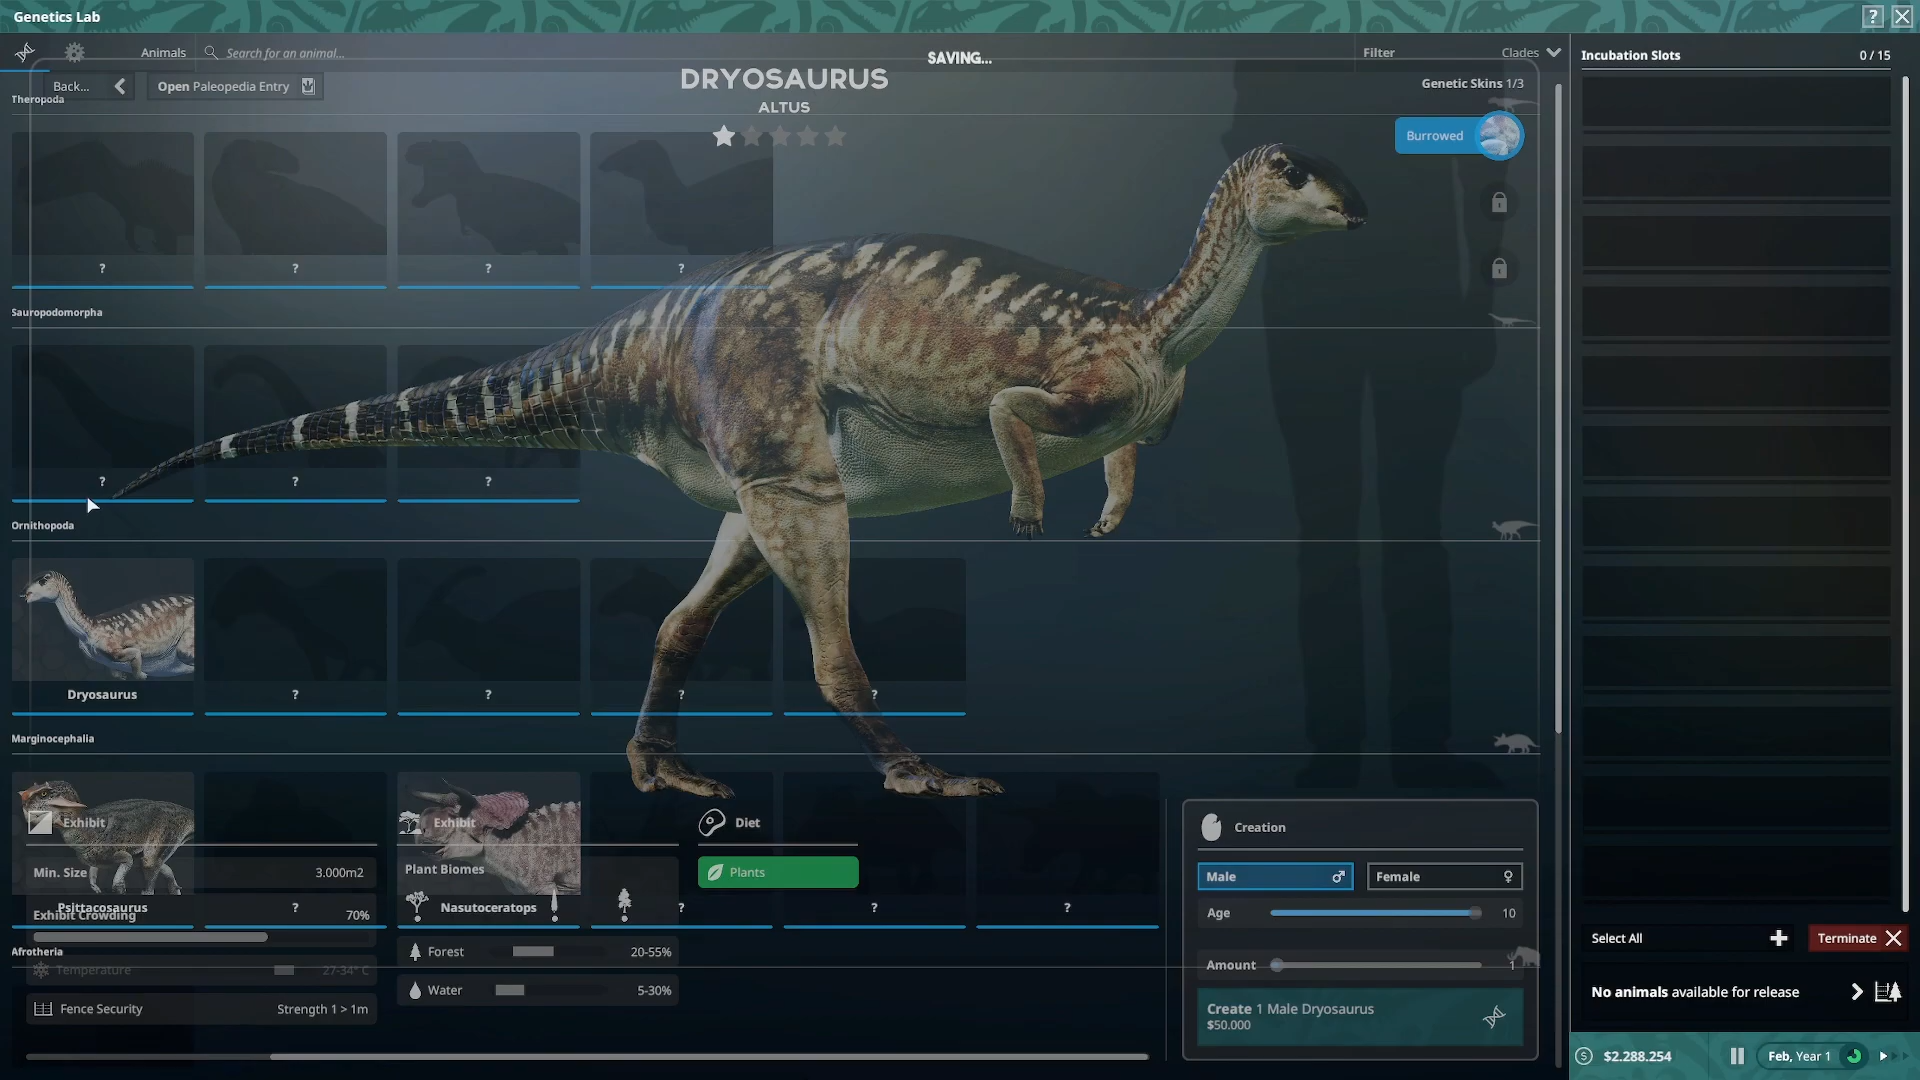 Genetics Lab
?
Animals
Search for an animal...
SAVING...
Filter
Clades
Incubation Slots
0 / 15
Back...
Open Paleopedia Entry
DRYOSAURUS
ALTUS
Genetic Skins 1/3
Theropoda
Burrowed
? ? ? ?
Sauropodomorpha
? ? ?
Ornithopoda
Dryosaurus ? ? ? ?
Marginocephalia
Exhibit
Exhibit
Diet
Creation
Min. Size 3.000m2
Plant Biomes
Plants
Male
Female
Psittacosaurus ? Nasutoceratops ? ? ?
Exhibit Crowding 70%
Age 10
Select All
Terminate
Afrotheria
Forest 20-55%
Temperature 27-34° C
Amount 1
Water 5-30%
No animals available for release
Fence Security Strength 1 > 1m
Create 1 Male Dryosaurus
$50.000
$2.288.254
Feb, Year 1